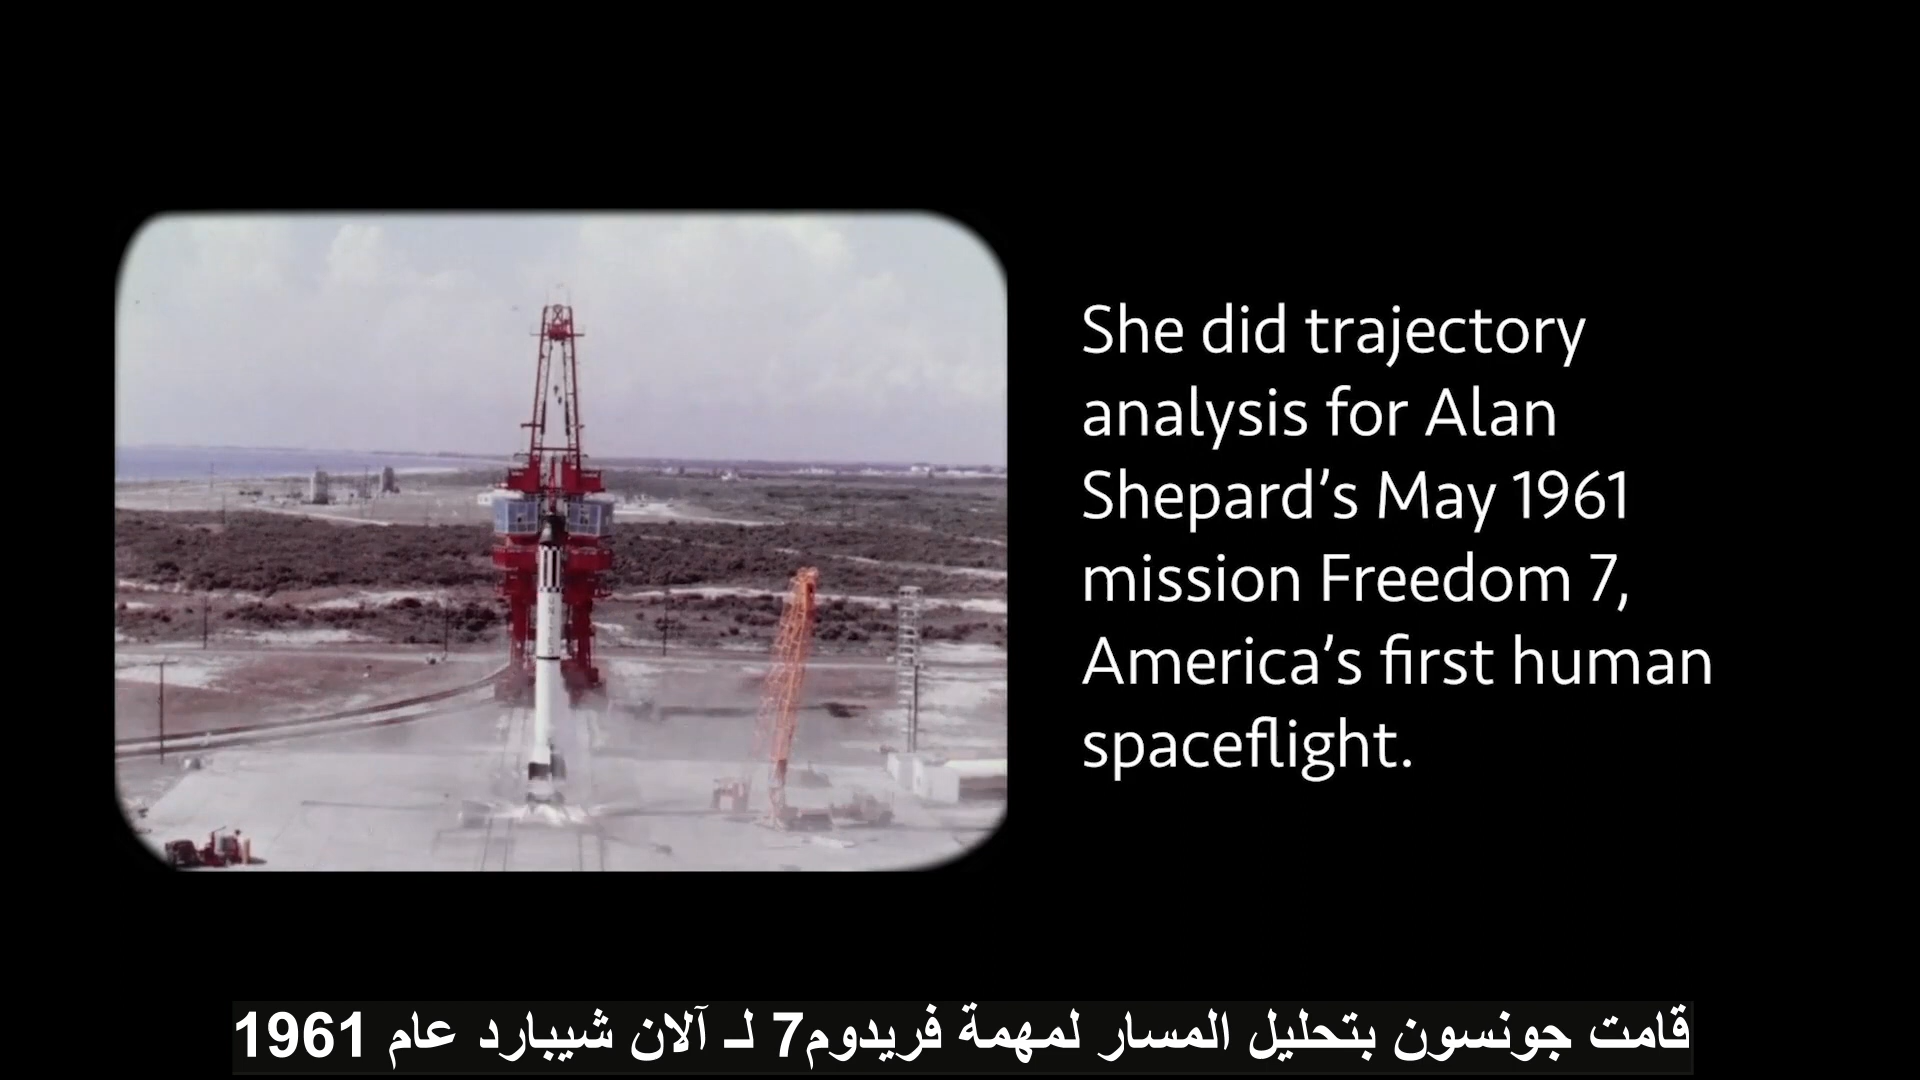 She did trajectory
analysis for Alan
Shepard’s May 1961
mission Freedom 7,
America’s first human
spaceflight.
قامت جونسون بتحليل المسار لمهمة فريدوم7 لـ آلان شيبارد عام 1961